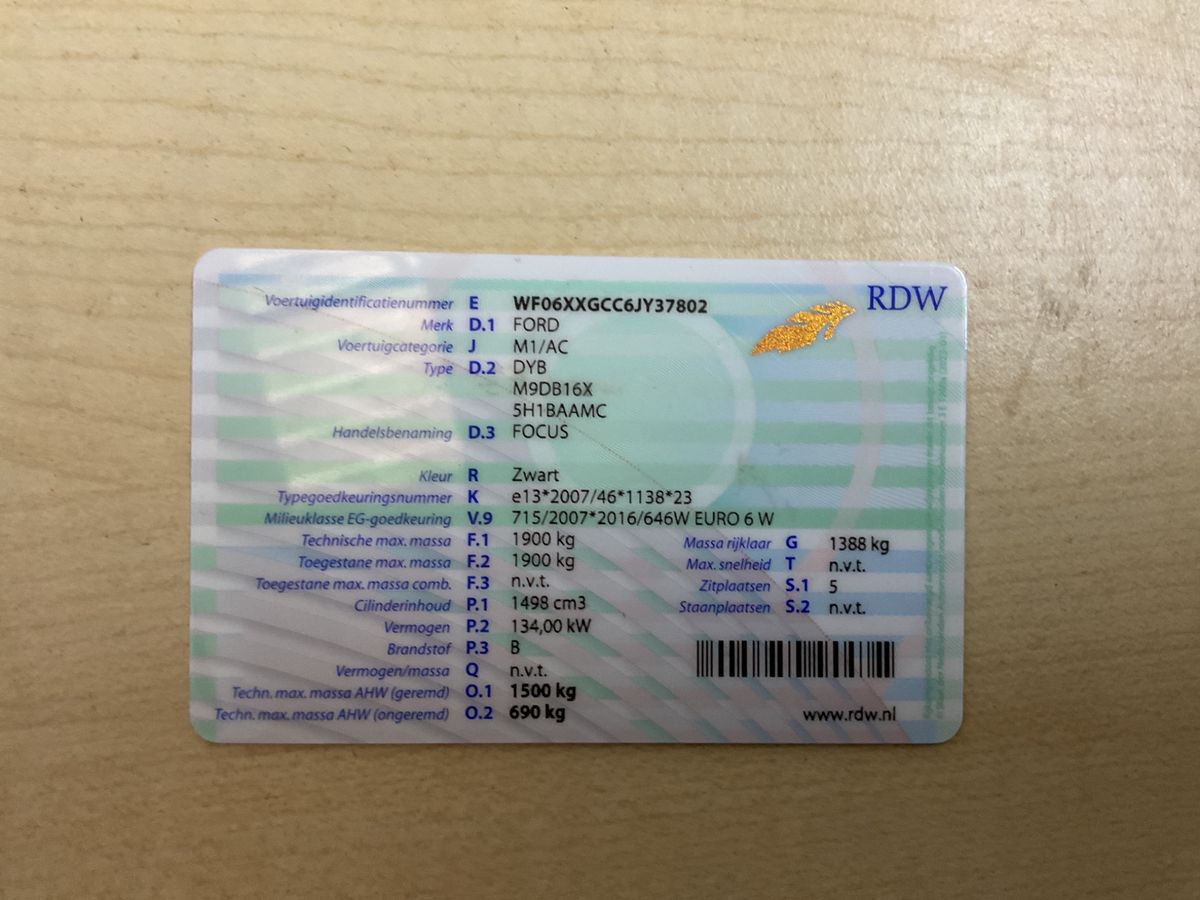 RDW
Voertuigidentificatienummer E WF06XXGCC6JY37802
Merk D.1 FORD
Voertuigcategorie J M1/AC
Type D.2 DYB
M9DB16X
5H1BAAMC
Handelsbenaming D.3 FOCUS
Kleur R Zwart
Typegoedkeuringsnummer K e13*2007/46*1138*23
Milieuklasse EG-goedkeuring V.9 715/2007*2016/646W EURO 6 W
Technische max. massa F.1 1900 kg Massa rijklaar G 1388 kg
Toegestane max. massa F.2 1900 kg Max. snelheid T n.v.t.
Toegestane max. massa comb. F.3 n.v.t. Zitplaatsen S.1 5
Cilinderinhoud P.1 1498 cm3 Staanplaatsen S.2 n.v.t.
Vermogen P.2 134,00 kW
Brandstof P.3 B
Vermogen/massa Q n.v.t.
Techn. max. massa AHW (geremd) O.1 1500 kg
Techn. max. massa AHW (ongeremd) O.2 690 kg
www.rdw.nl